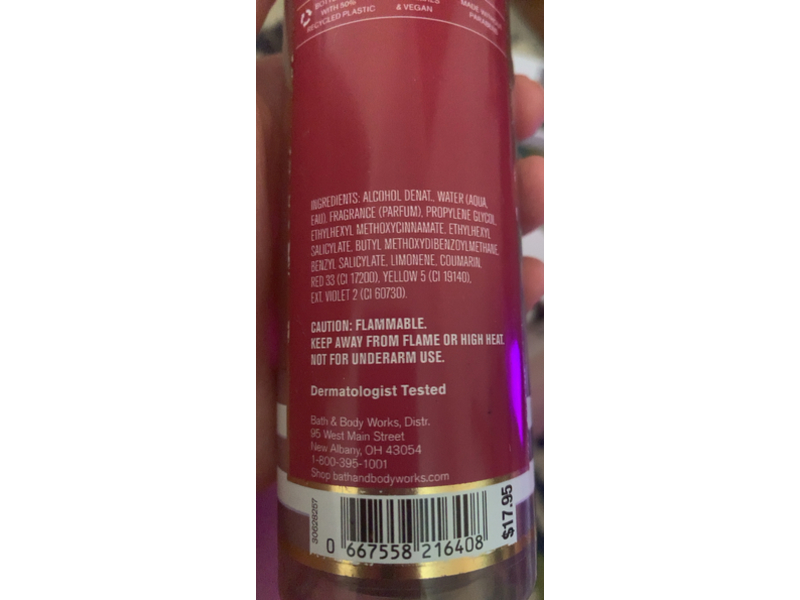 WITH 50%
RECYCLED PLASTIC
& VEGAN
MADE WITHOUT
PARABENS
INGREDIENTS: ALCOHOL DENAT., WATER (AQUA,
EAU), FRAGRANCE (PARFUM), PROPYLENE GLYCOL,
ETHYLHEXYL METHOXYCINNAMATE, ETHYLHEXYL
SALICYLATE, BUTYL METHOXYDIBENZOYLMETHANE,
BENZYL SALICYLATE, LIMONENE, COUMARIN,
RED 33 (CI 17200), YELLOW 5 (CI 19140),
EXT. VIOLET 2 (CI 60730).
CAUTION: FLAMMABLE.
KEEP AWAY FROM FLAME OR HIGH HEAT.
NOT FOR UNDERARM USE.
Dermatologist Tested
Bath & Body Works, Distr.
95 West Main Street
New Albany, OH 43054
1-800-395-1001
Shop bathandbodyworks.com
30628267
0 667558 216408
$17.95